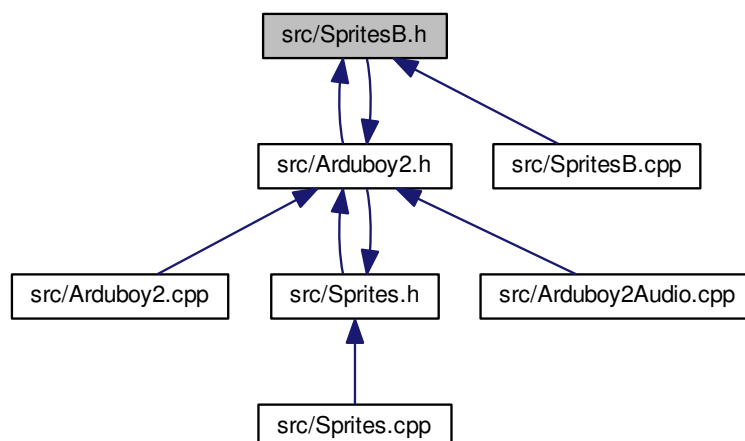 src/SpritesB.h
src/Arduboy2.h
src/SpritesB.cpp
src/Arduboy2.cpp
src/Sprites.h
src/Arduboy2Audio.cpp
src/Sprites.cpp